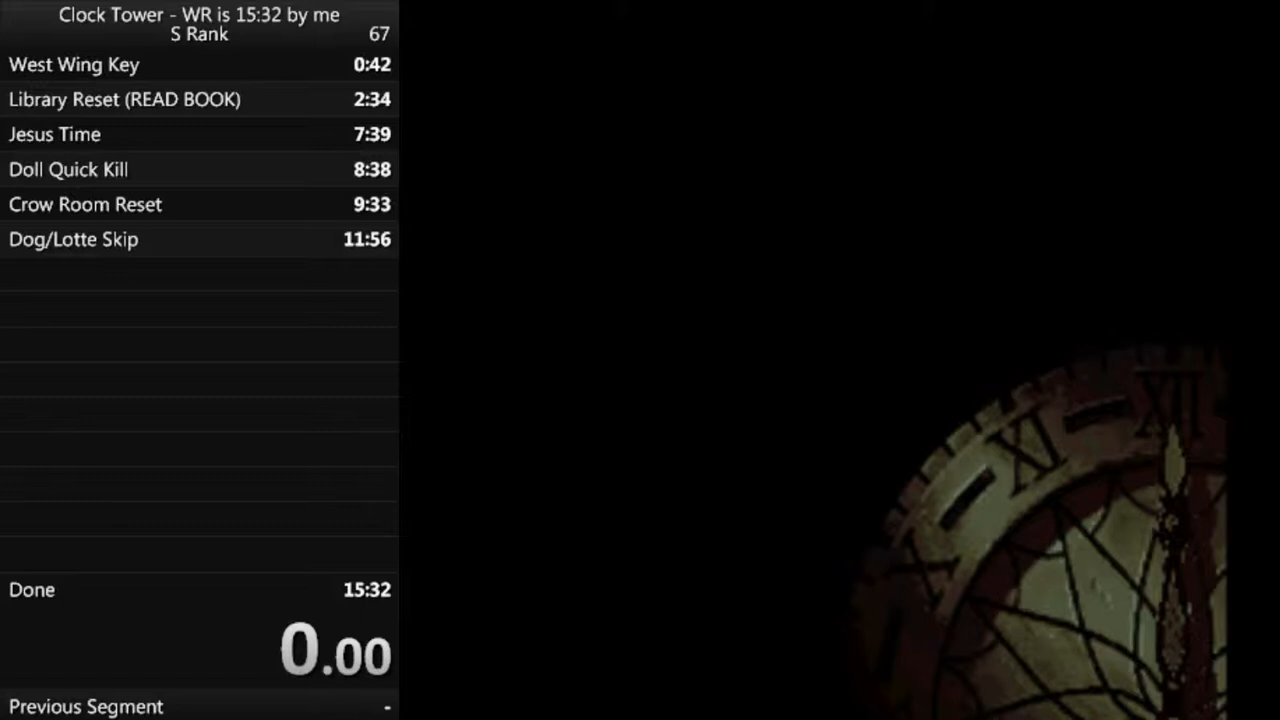 Clock Tower - WR is 15:32 by me
S Rank 67
West Wing Key 0:42
Library Reset (READ BOOK) 2:34
Jesus Time 7:39
Doll Quick Kill 8:38
Crow Room Reset 9:33
Dog/Lotte Skip 11:56
Done 15:32
0.00
Previous Segment -
XII
XI
X